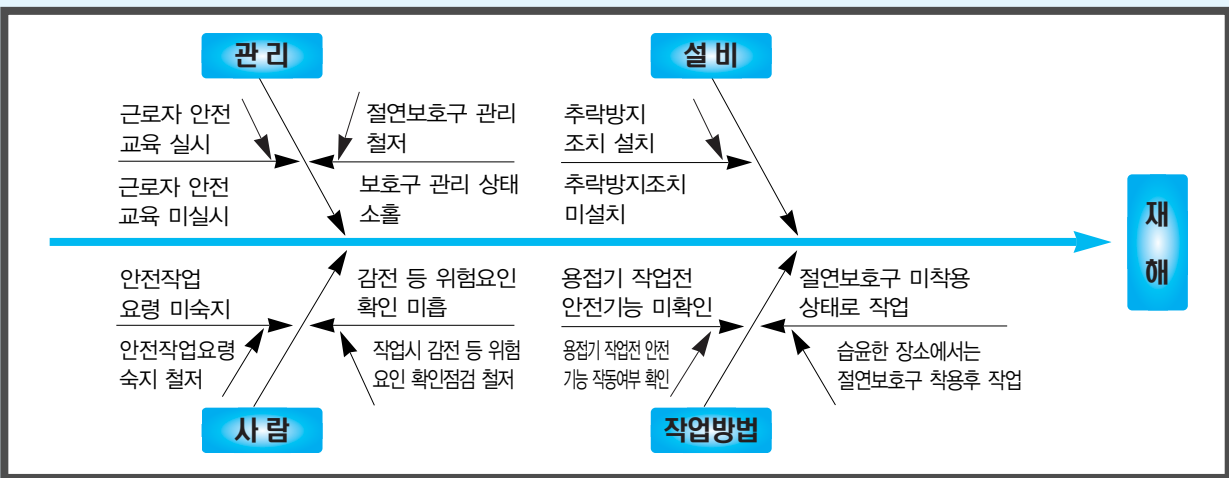 관 리
근로자 안전
교육 실시
절연보호구 관리
철저
근로자 안전
교육 미실시
보호구 관리 상태
소홀
설 비
추락방지
조치 설치
추락방지조치
미설치
재
해
안전작업
요령 미숙지
감전 등 위험요인
확인 미흡
안전작업요령
숙지 철저
작업시 감전 등 위험
요인 확인점검 철저
사 람
용접기 작업전
안전기능 미확인
절연보호구 미착용
상태로 작업
용접기 작업전 안전
기능 작동여부 확인
습윤한 장소에서는
절연보호구 착용후 작업
작업방법